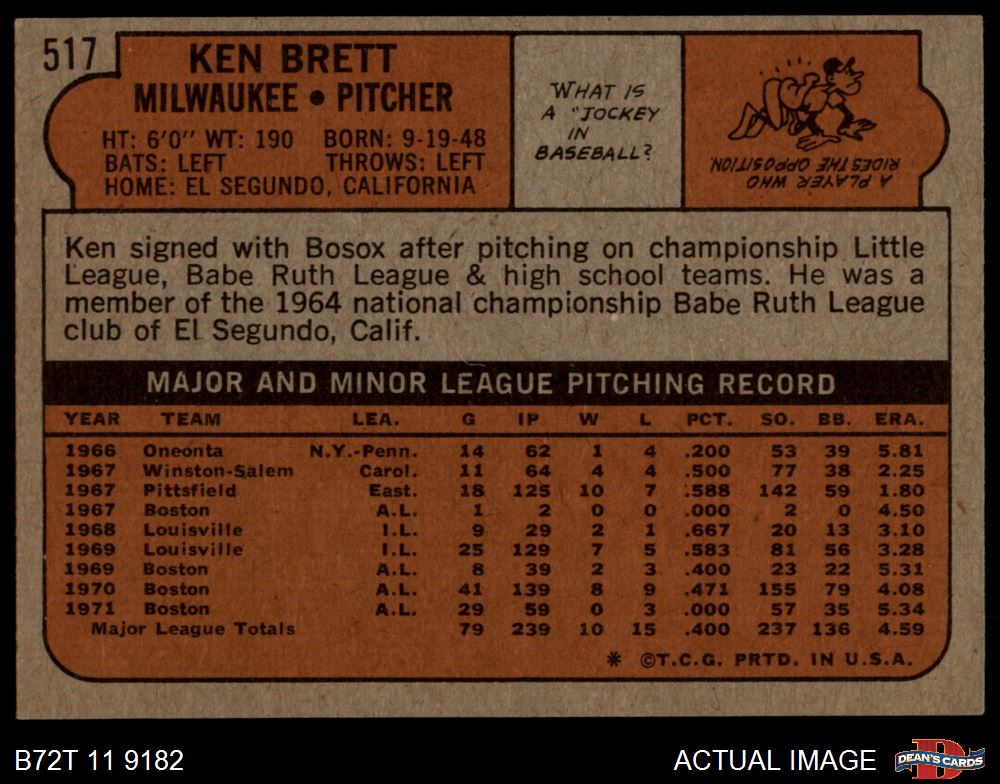 517
KEN BRETT
MILWAUKEE • PITCHER
HT: 6'0" WT: 190 BORN: 9-19-48
BATS: LEFT THROWS: LEFT
HOME: EL SEGUNDO, CALIFORNIA
WHAT IS
A "JOCKEY
IN
BASEBALL?
A PLAYER WHO
RIDES THE OPPOSITION.
Ken signed with Bosox after pitching on championship Little
League, Babe Ruth League & high school teams. He was a
member of the 1964 national championship Babe Ruth League
club of El Segundo, Calif.
MAJOR AND MINOR LEAGUE PITCHING RECORD
YEAR TEAM LEA. G IP W L PCT. SO. BB. ERA.
1966 Oneonta N.Y.-Penn. 14 62 1 4 .200 53 39 5.81
1967 Winston-Salem Carol. 11 64 4 4 .500 77 38 2.25
1967 Pittsfield East. 18 125 10 7 .588 142 59 1.80
1967 Boston A.L. 1 2 0 0 .000 2 0 4.50
1968 Louisville I.L. 9 29 2 1 .667 20 13 3.10
1969 Louisville I.L. 25 129 7 5 .583 81 56 3.28
1969 Boston A.L. 8 39 2 3 .400 23 22 5.31
1970 Boston A.L. 41 139 8 9 .471 155 79 4.08
1971 Boston A.L. 29 59 0 3 .000 57 35 5.34
Major League Totals 79 239 10 15 .400 237 136 4.59
* ©T.C.G. PRTD. IN U.S.A.
B72T 11 9182 ACTUAL IMAGE
DEAN'S CARDS